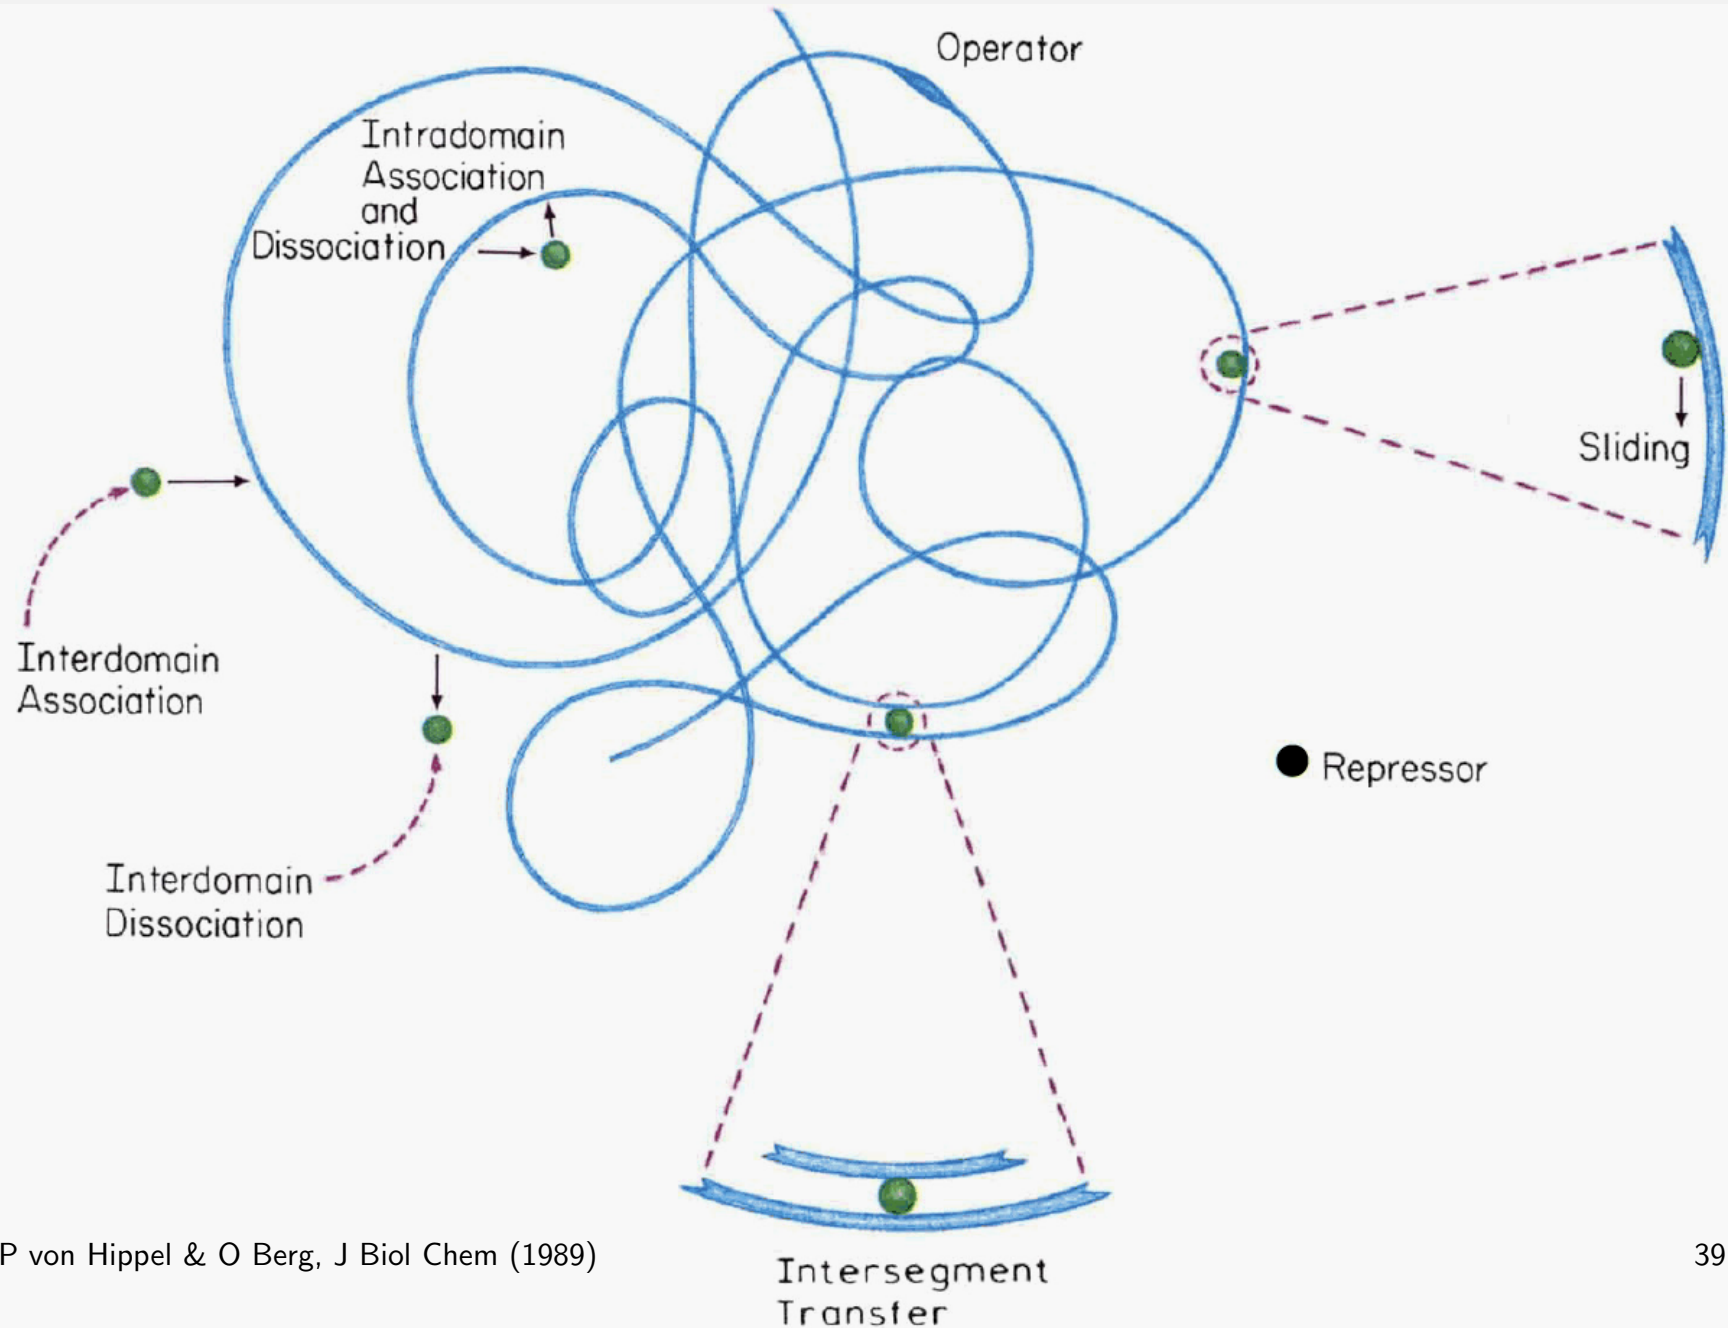 Operator
Intradomain
Association
and
Dissociation
Sliding
Interdomain
Association
Repressor
Interdomain
Dissociation
P von Hippel & O Berg, J Biol Chem (1989)
39
Intersegment
Transfer